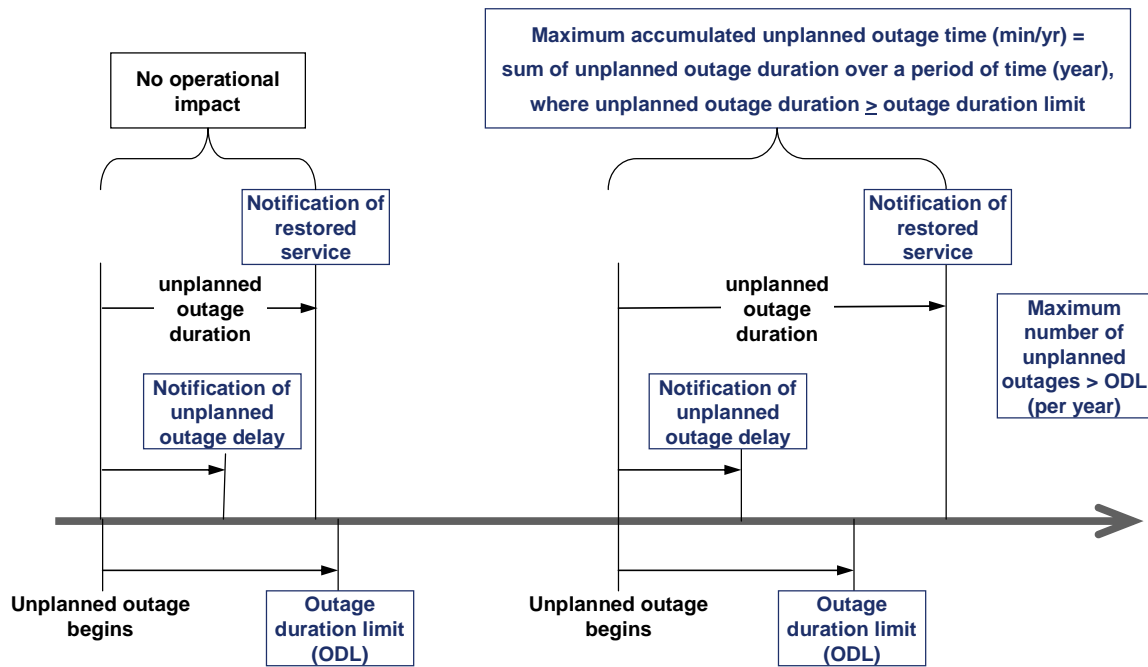 No operational
impact
Maximum accumulated unplanned outage time (min/yr) =
sum of unplanned outage duration over a period of time (year),
where unplanned outage duration ≥ outage duration limit
Notification of
restored
service
Notification of
restored
service
unplanned
outage
duration
unplanned
outage
duration
Maximum
number of
unplanned
outages > ODL
(per year)
Notification of
unplanned
outage delay
Notification of
unplanned
outage delay
Unplanned outage
begins
Outage
duration limit
(ODL)
Unplanned outage
begins
Outage
duration limit
(ODL)